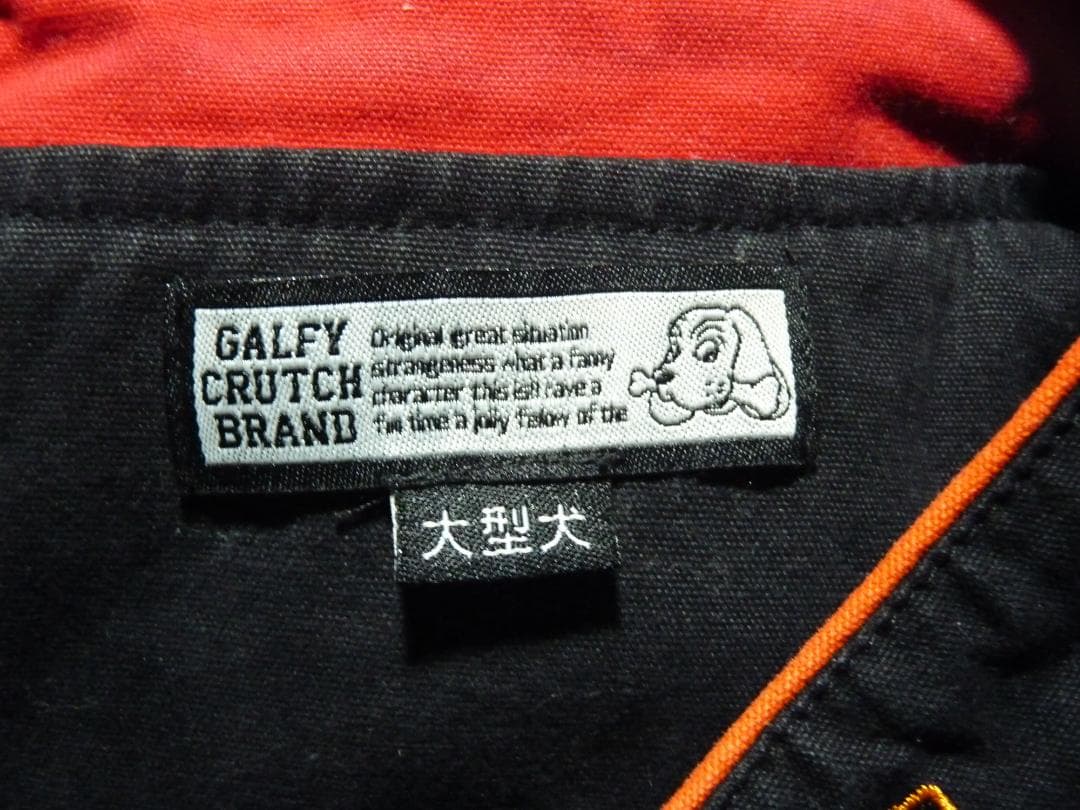 GALFY
CRUTCH
BRAND
Original great situation
strangeness what a fanny
character this is!! have a
fin time a jolly fellow of the
大型犬